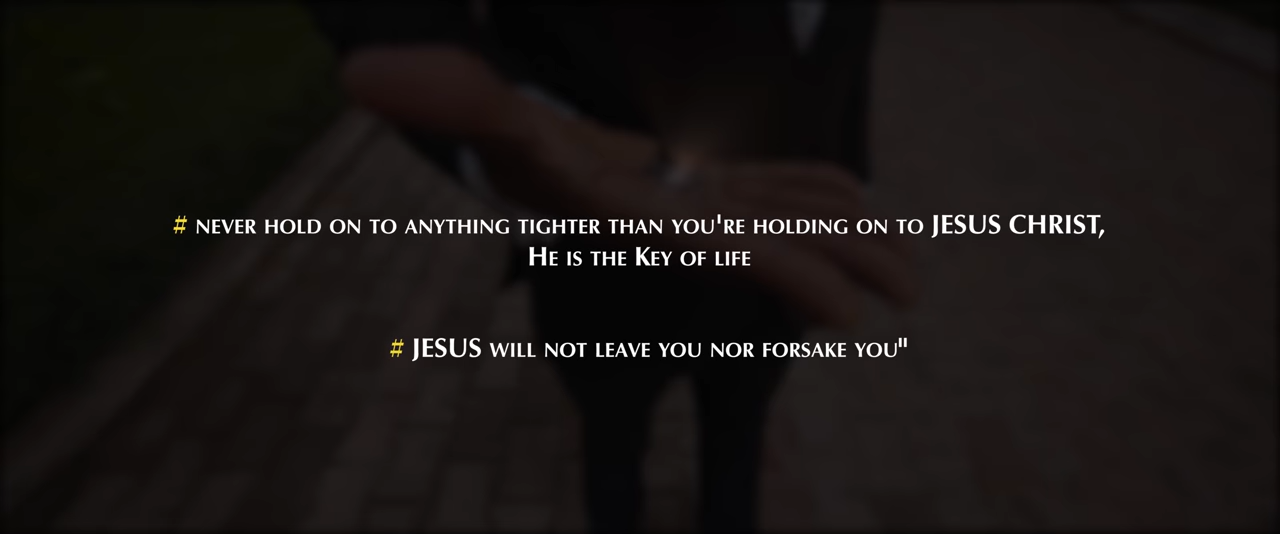 # NEVER HOLD ON TO ANYTHING TIGHTER THAN YOU'RE HOLDING ON TO JESUS CHRIST,
HE IS THE KEY OF LIFE
# JESUS WILL NOT LEAVE YOU NOR FORSAKE YOU"